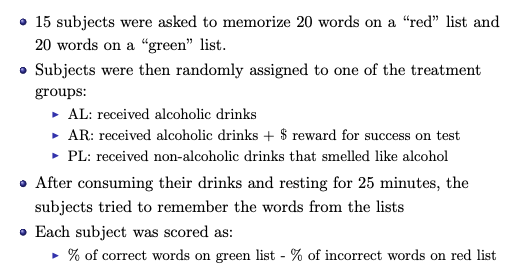 • 15 subjects were asked to memorize 20 words on a “red” list and
20 words on a “green” list.
• Subjects were then randomly assigned to one of the treatment
groups:
▶ AL: received alcoholic drinks
▶ AR: received alcoholic drinks + $ reward for success on test
▶ PL: received non-alcoholic drinks that smelled like alcohol
• After consuming their drinks and resting for 25 minutes, the
subjects tried to remember the words from the lists
• Each subject was scored as:
▶ % of correct words on green list - % of incorrect words on red list